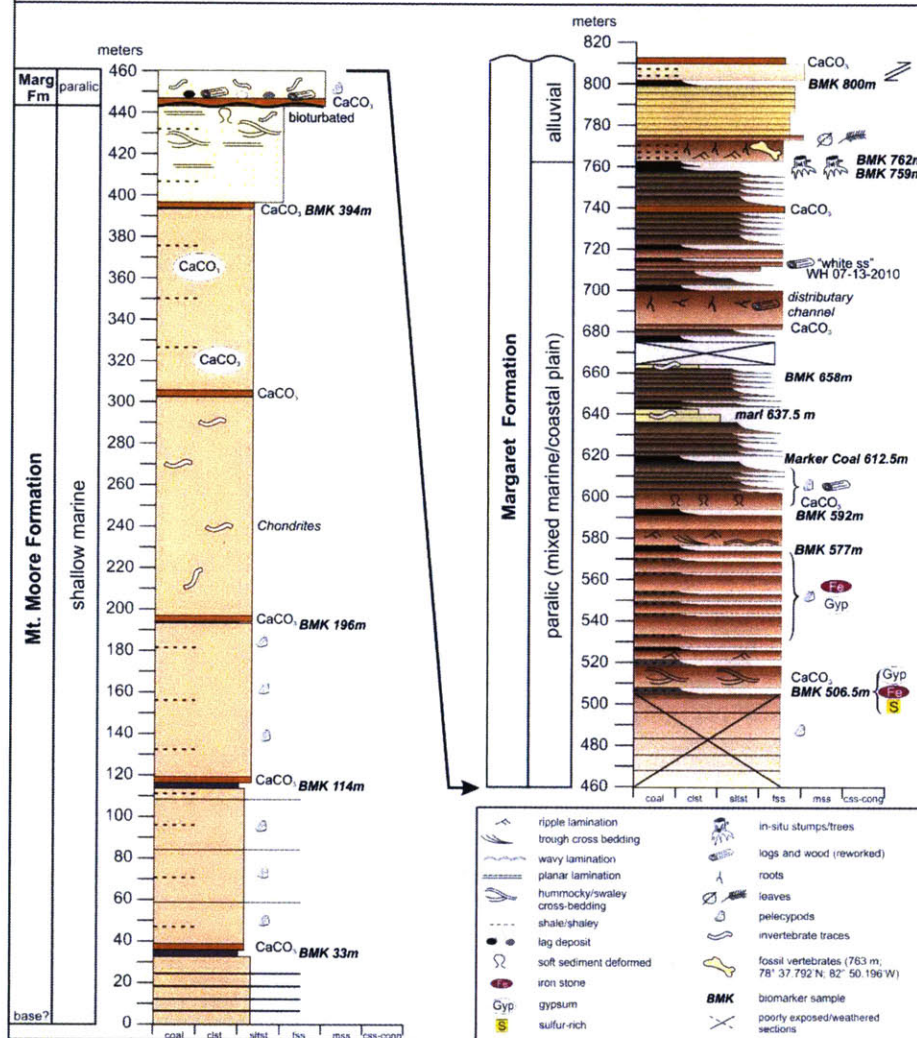 meters
460
440
420
400
380
360
340
320
300
280
260
240
220
200
180
160
140
120
100
80
60
40
20
0
Marg Fm
paralic
Mt. Moore Formation
shallow marine
base?
CaCO₃
bioturbated
CaCO₃ BMK 394m
CaCO₃
CaCO₃
CaCO₃
Chondrites
CaCO₃ BMK 196m
CaCO₃
BMK 114m
CaCO₃
BMK 33m
coal clst sltst fss mss css-cong
meters
820
800
780
760
740
720
700
680
660
640
620
600
580
560
540
520
500
480
460
Margaret Formation
alluvial
paralic (mixed marine/coastal plain)
CaCO₃
BMK 800m
BMK 762m
BMK 759m
CaCO₃
"white ss"
WH 07-13-2010
distributary
channel
CaCO₃
BMK 658m
marl 637.5 m
Marker Coal 612.5m
CaCO₃
BMK 592m
BMK 577m
Fe
Gyp
CaCO₃
BMK 506.5m
Gyp
Fe
S
coal clst sltst fss mss css-cong
ripple lamination
trough cross bedding
wavy lamination
planar lamination
hummocky/swaley
cross-bedding
shale/shaley
lag deposit
soft sediment deformed
Fe iron stone
Gyp gypsum
S sulfur-rich
in-situ stumps/trees
logs and wood (reworked)
roots
leaves
pelecypods
invertebrate traces
fossil vertebrates (763 m;
78° 37.792'N; 82° 50.196'W)
BMK biomarker sample
poorly exposed/weathered
sections